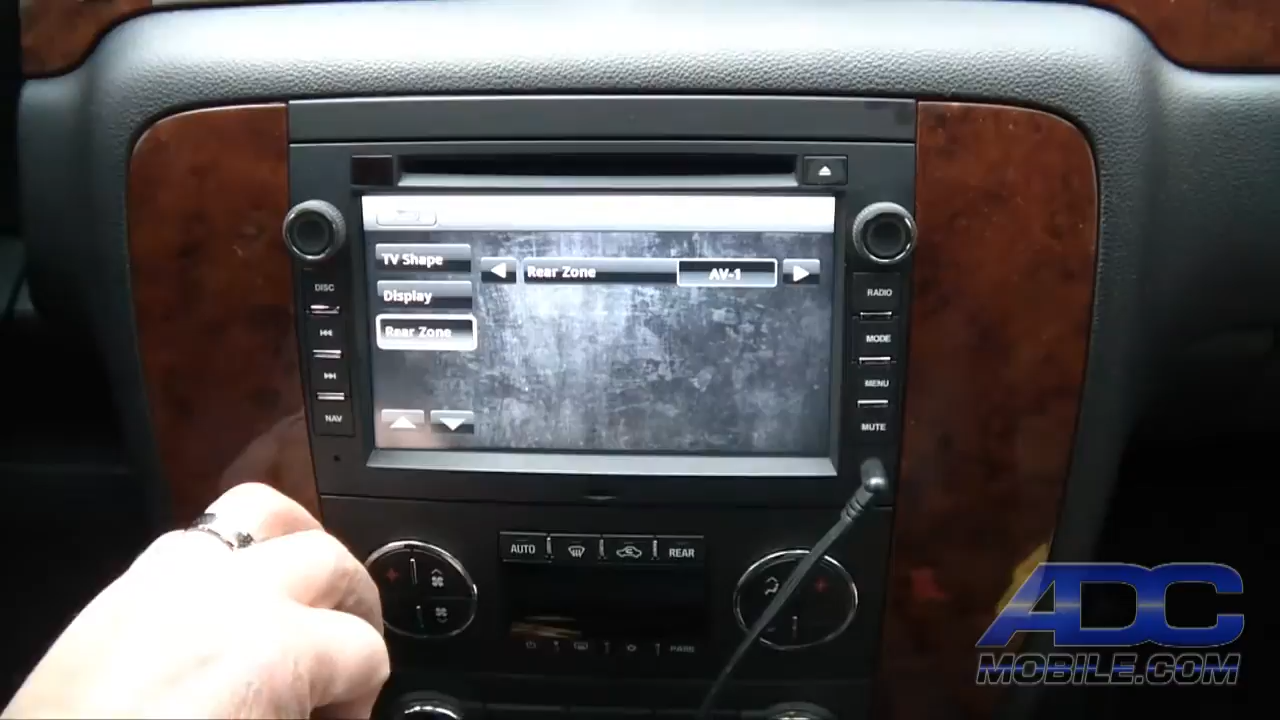 DISC
NAV
TV Shape
Display
Rear Zone
Rear Zone
AV-1
RADIO
MODE
MENU
MUTE
AUTO
REAR
PARK
ADC
MOBILE.COM